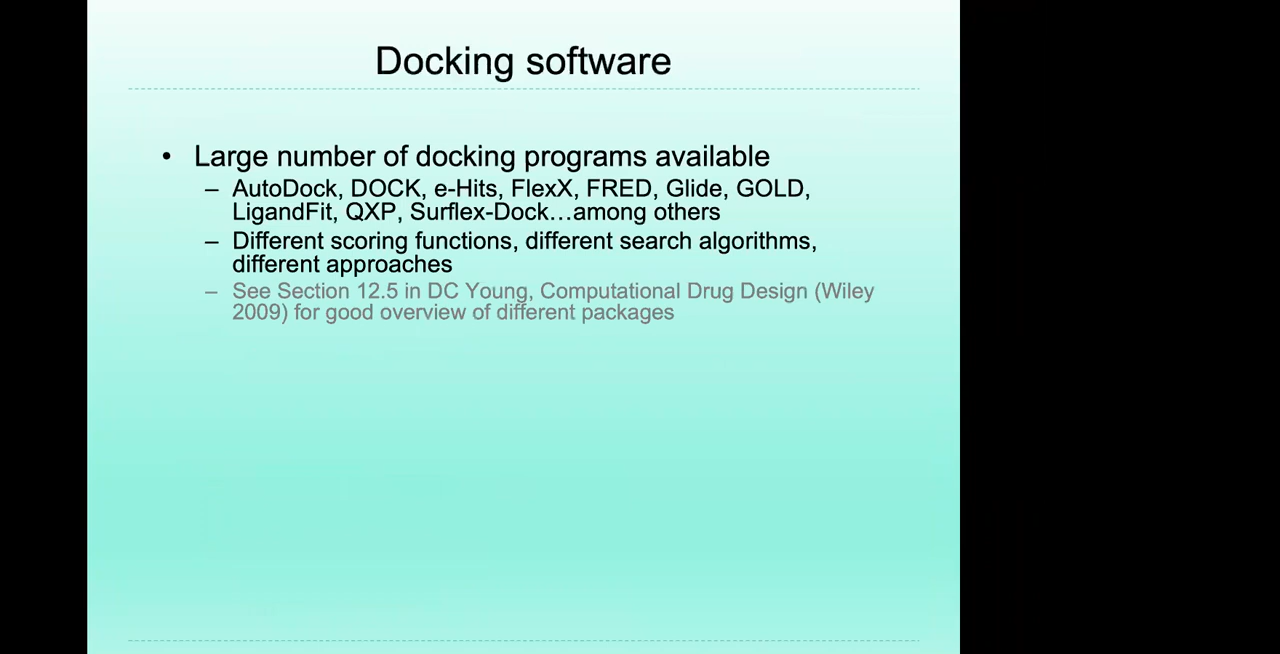 Docking software
• Large number of docking programs available
– AutoDock, DOCK, e-Hits, FlexX, FRED, Glide, GOLD,
LigandFit, QXP, Surflex-Dock…among others
– Different scoring functions, different search algorithms,
different approaches
– See Section 12.5 in DC Young, Computational Drug Design (Wiley
2009) for good overview of different packages